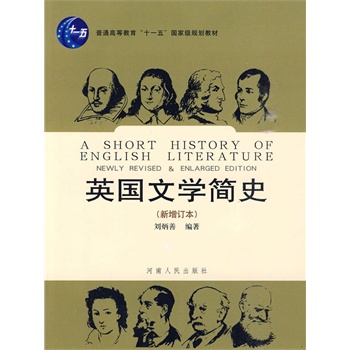 十一五
普通高等教育“十一五”国家级规划教材
A SHORT HISTORY OF
ENGLISH LITERATURE
NEWLY REVISED & ENLARGED EDITION
英国文学简史
(新增订本)
刘炳善 编著
河南人民出版社